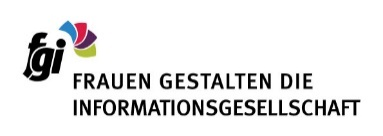 fgi
FRAUEN GESTALTEN DIE
INFORMATIONSGESELLSCHAFT